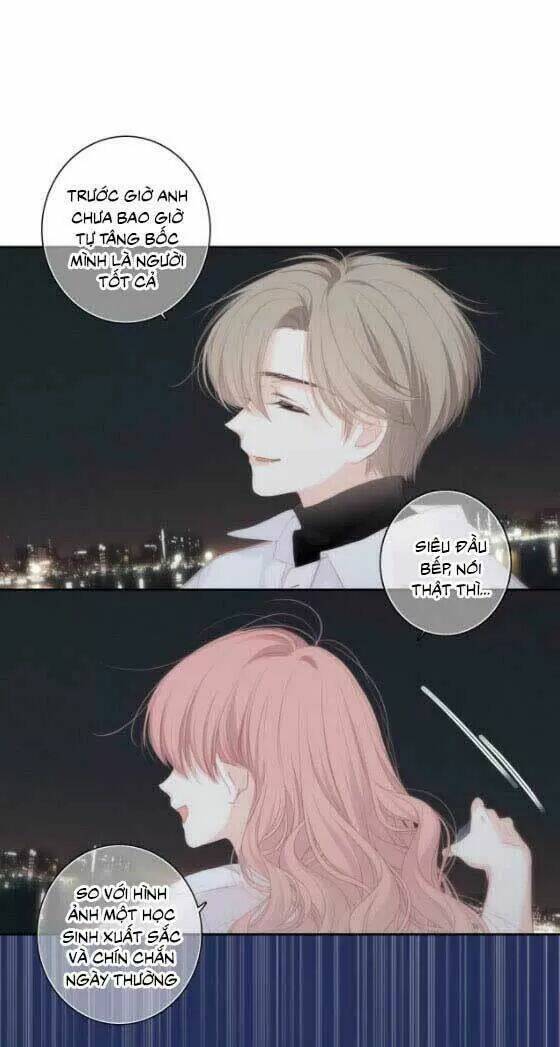 TRƯỚC GIỜ ANH
CHƯA BAO GIỜ
TỰ TÂNG BỐC
MÌNH LÀ NGƯỜI
TỐT CẢ
SIÊU ĐẦU
BẾP, NÓI
THẬT THÌ...
SO VỚI HÌNH
ẢNH MỘT HỌC
SINH XUẤT SẮC
VÀ CHÍN CHẮN
NGÀY THƯỜNG